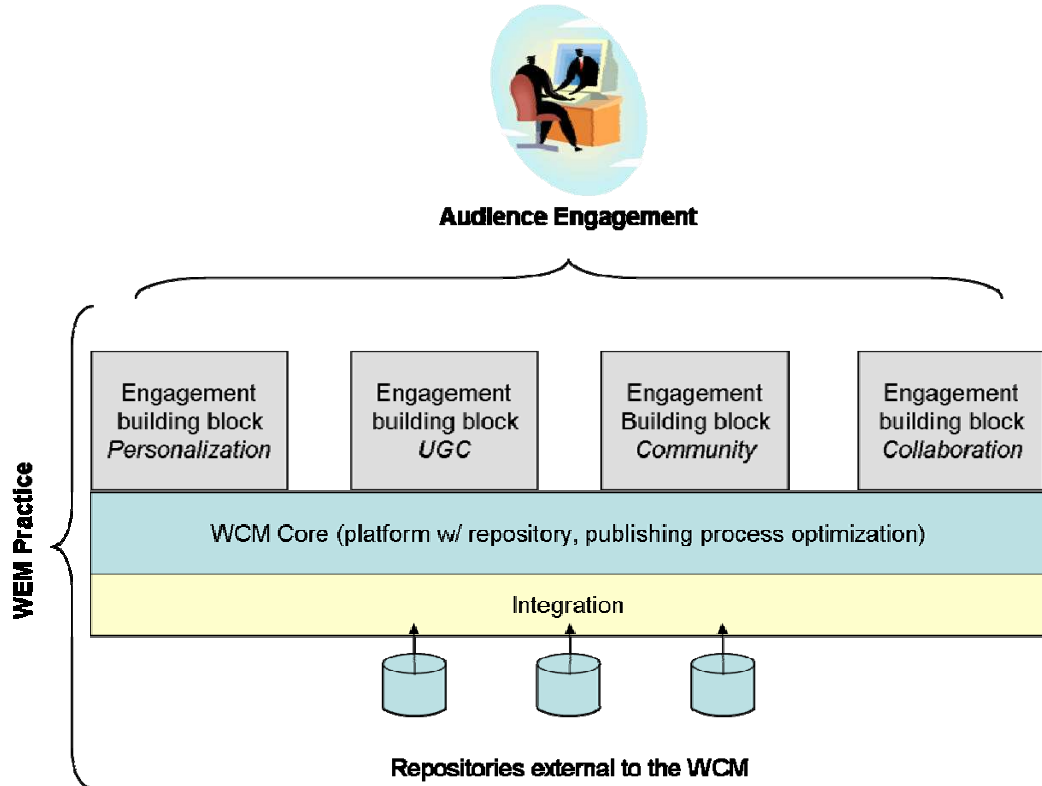 Audience Engagement
WEM Practice
Engagement
building block
Personalization
Engagement
building block
UGC
Engagement
Building block
Community
Engagement
building block
Collaboration
WCM Core (platform w/ repository, publishing process optimization)
Integration
Repositories external to the WCM